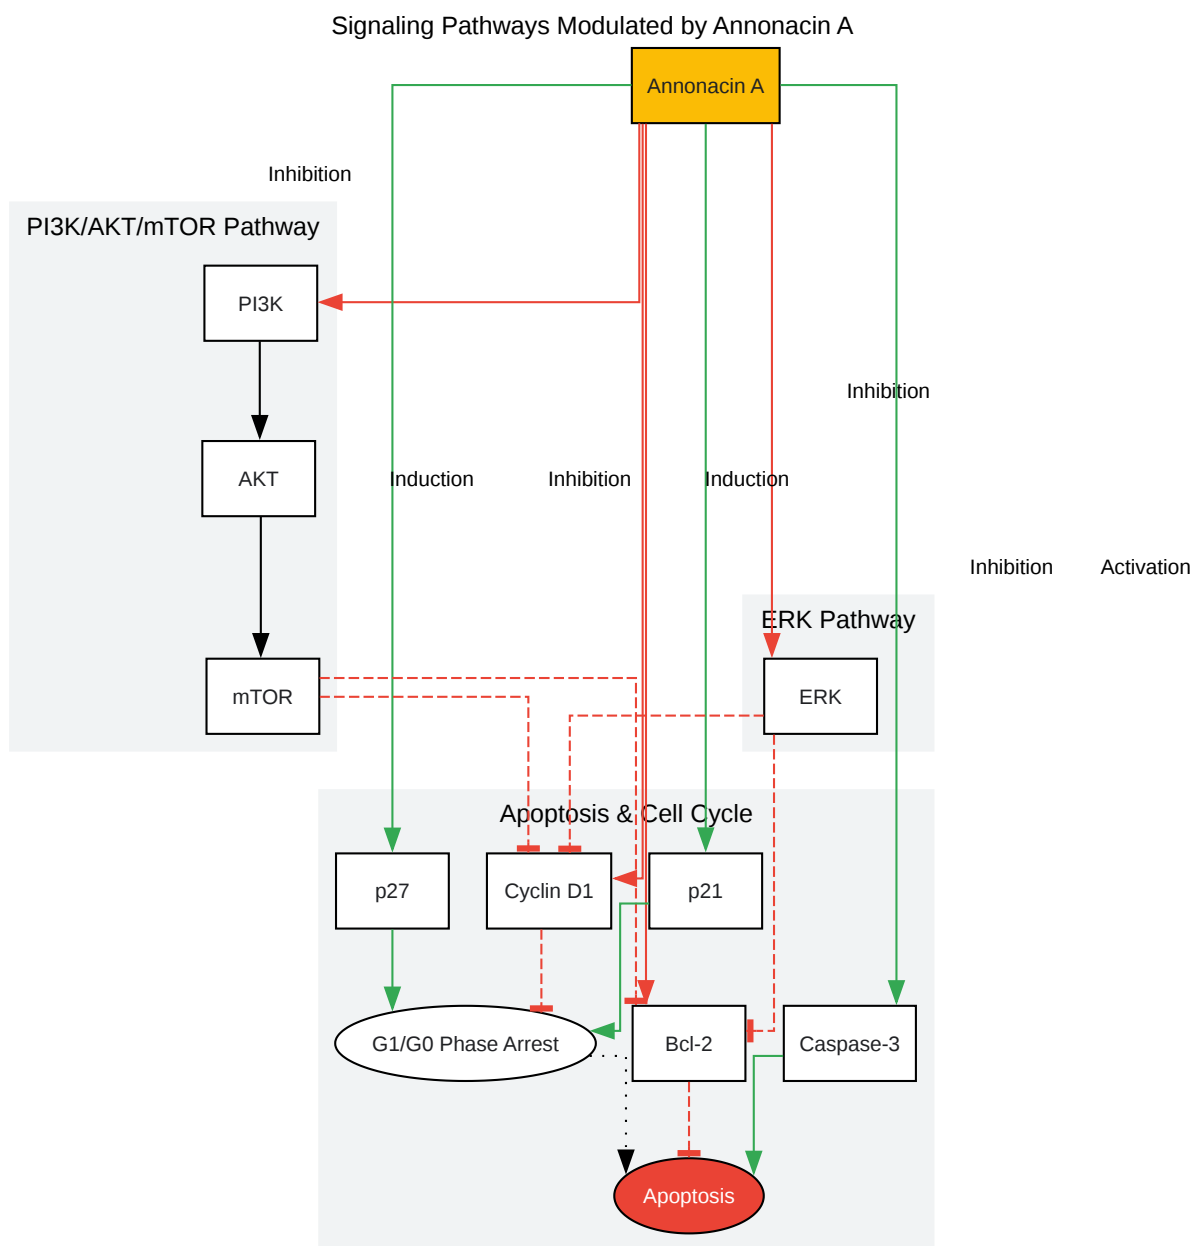 Signaling Pathways Modulated by Annonacin A
Annonacin A
Inhibition
PI3K/AKT/mTOR Pathway
PI3K
Inhibition
AKT
Induction
Inhibition
Induction
Inhibition
Activation
ERK Pathway
mTOR
ERK
Apoptosis & Cell Cycle
p27
Cyclin D1
p21
G1/G0 Phase Arrest
Bcl-2
Caspase-3
Apoptosis